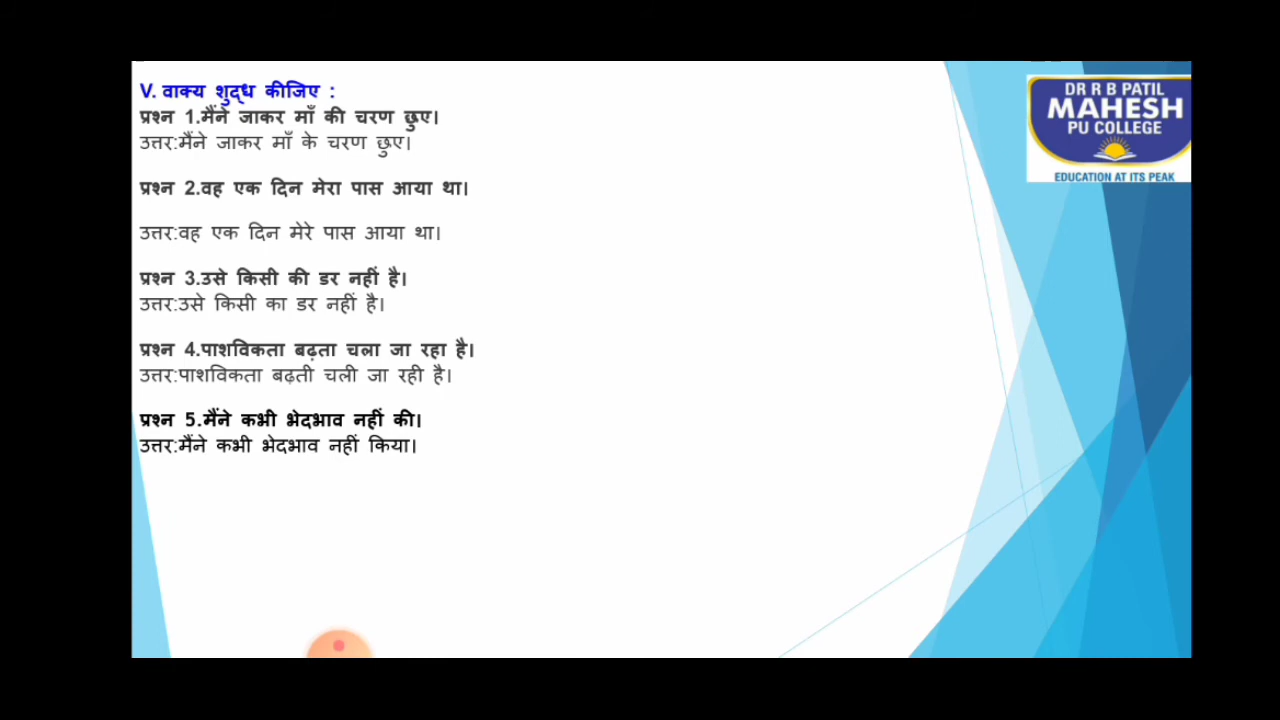 V. वाक्य शुद्ध कीजिए :
प्रश्न 1.मैंने जाकर माँ की चरण छुए।
उत्तर:मैंने जाकर माँ के चरण छुए।
प्रश्न 2.वह एक दिन मेरा पास आया था।
उत्तर:वह एक दिन मेरे पास आया था।
प्रश्न 3.उसे किसी की डर नहीं है।
उत्तर:उसे किसी का डर नहीं है।
प्रश्न 4.पाशविकता बढ़ता चला जा रहा है।
उत्तर:पाशविकता बढ़ती चली जा रही है।
प्रश्न 5.मैंने कभी भेदभाव नहीं की।
उत्तर:मैंने कभी भेदभाव नहीं किया।
DR R B PATIL
MAHESH
PU COLLEGE
EDUCATION AT ITS PEAK